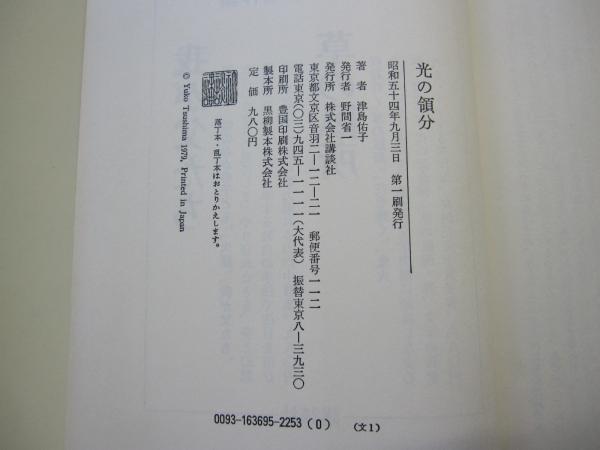 光の領分
昭和五十四年九月三日　第一刷発行
著　者　津島佑子
発行者　野間省一
発行所　株式会社講談社
東京都文京区音羽二―一二―二一　郵便番号一一二
電話東京(〇三)九四五―一一一一(大代表)　振替東京八―三九三〇
印刷所　豊国印刷株式会社
製本所　黒柳製本株式会社
定　価　九八〇円
落丁本・乱丁本はおとりかえします。
© Yuko Tsushima 1979, Printed in Japan
0093-163695-2253 (0)　(文1)